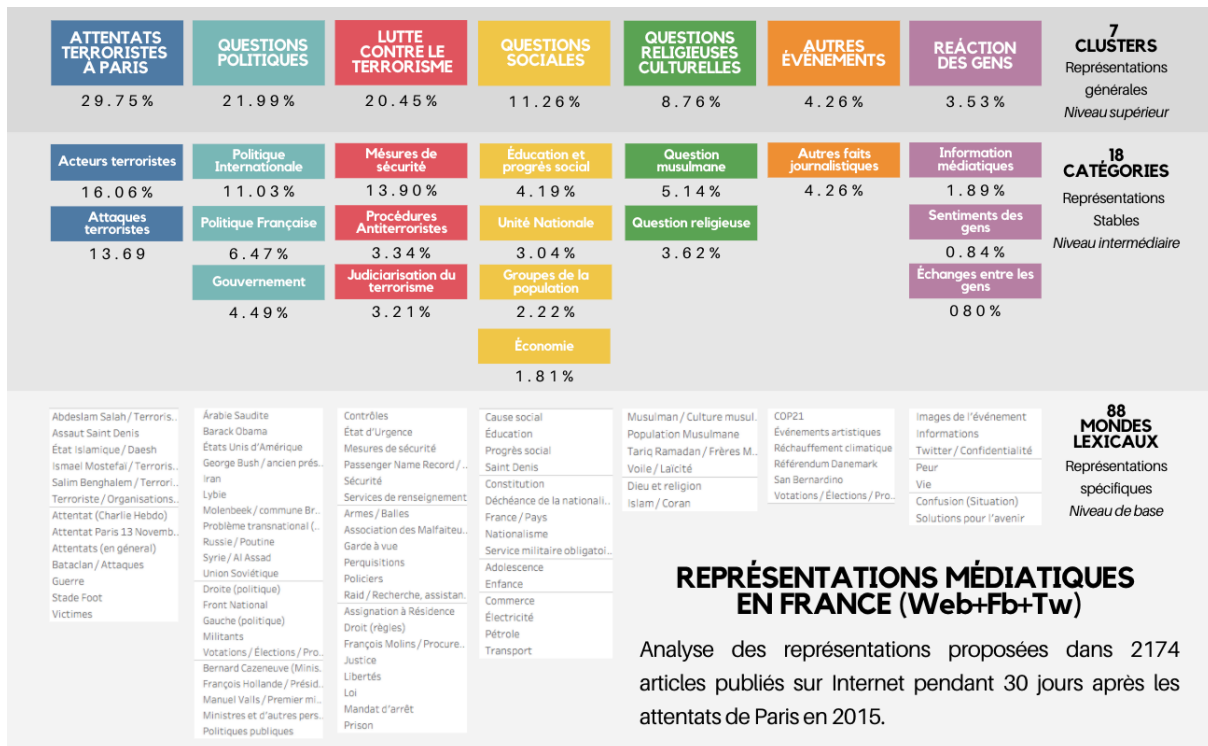 ATTENTATS
TERRORISTES
À PARIS
29.75%
QUESTIONS
POLITIQUES
21.99%
LUTTE
CONTRE LE
TERRORISME
20.45%
QUESTIONS
SOCIALES
11.26%
QUESTIONS
RELIGIEUSES
CULTURELLES
8.76%
AUTRES
ÉVÉNEMENTS
4.26%
REÁCTION
DES GENS
3.53%
7
CLUSTERS
Représentations
générales
Niveau supérieur
Acteurs terroristes
16.06%
Attaques
terroristes
13.69
Politique
Internationale
11.03%
Politique Française
6.47%
Gouvernement
4.49%
Mésures de
sécurité
13.90%
Procédures
Antiterroristes
3.34%
Judiciarisation du
terrorisme
3.21%
Éducation et
progrès social
4.19%
Unité Nationale
3.04%
Groupes de la
population
2.22%
Économie
1.81%
Question
musulmane
5.14%
Question religieuse
3.62%
Autres faits
journalistiques
4.26%
Information
médiatiques
1.89%
Sentiments des
gens
0.84%
Échanges entre les
gens
080%
18
CATÉGORIES
Représentations
Stables
Niveau intermédiaire
Abdeslam Salah / Terroris..
Assaut Saint Denis
État Islamique / Daesh
Ismael Mostefai / Terroris..
Salim Benghalem / Terrori..
Terroriste / Organisations..
Attentat (Charlie Hebdo)
Attentat Paris 13 Novemb..
Attentats (en géneral)
Bataclan / Attaques
Guerre
Stade Foot
Victimes
Árabie Saudite
Barack Obama
États Unis d'Amérique
George Bush / ancien prés..
Iran
Lybie
Molenbeek / commune Br..
Problème transnational (..
Russie / Poutine
Syrie / Al Assad
Union Soviétique
Droite (politique)
Front National
Gauche (politique)
Militants
Votations / Élections / Pro..
Bernard Cazeneuve (Minis..
François Hollande / Présid..
Manuel Valls / Premier mi..
Ministres et d'autres pers..
Politiques publiques
Contrôles
État d'Urgence
Mesures de sécurité
Passenger Name Record / ..
Sécurité
Services de renseignement
Armes / Balles
Association des Malfaiteu..
Garde à vue
Perquisitions
Policiers
Raid / Recherche, assistan..
Assignation à Résidence
Droit (règles)
François Molins / Procure..
Justice
Libertés
Loi
Mandat d'arrêt
Prison
Cause social
Éducation
Progrès social
Saint Denis
Constitution
Déchéance de la nationali..
France / Pays
Nationalisme
Service militaire obligatoi..
Adolescence
Enfance
Commerce
Électricité
Pétrole
Transport
Musulman / Culture musul..
Population Musulmane
Tariq Ramadan / Frères M..
Voile / Laïcité
Dieu et religion
Islam / Coran
COP21
Événements artistiques
Réchauffement climatique
Référendum Danemark
San Bernardino
Votations / Élections / Pro..
Images de l'événement
Informations
Twitter / Confidentialité
Peur
Vie
Confusion (Situation)
Solutions pour l'avenir
88
MONDES
LEXICAUX
Représentations
spécifiques
Niveau de base
REPRÉSENTATIONS MÉDIATIQUES
EN FRANCE (Web+Fb+Tw)
Analyse des représentations proposées dans 2174
articles publiés sur Internet pendant 30 jours après les
attentats de Paris en 2015.